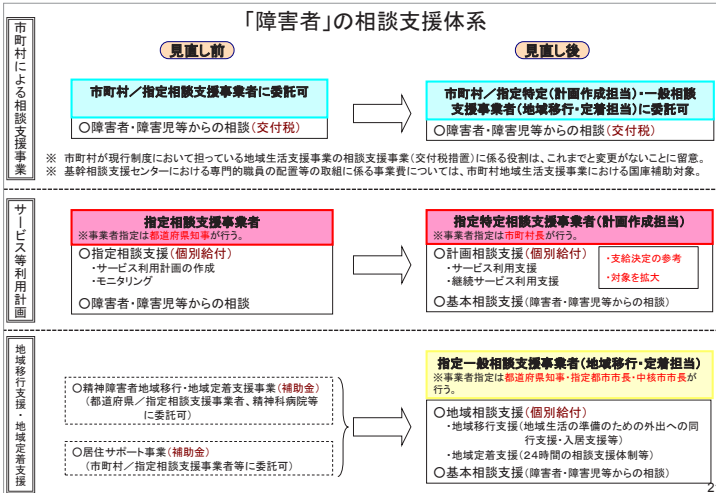 「障害者」の相談支援体系
見直し前
見直し後
市町村による相談支援事業
市町村／指定相談支援事業者に委託可
○障害者・障害児等からの相談（交付税）
市町村／指定特定（計画作成担当）・一般相談
支援事業者（地域移行・定着担当）に委託可
○障害者・障害児等からの相談（交付税）
※ 市町村が現行制度において担っている地域生活支援事業の相談支援事業（交付税措置）に係る役割は、これまでと変更がないことに留意。
※ 基幹相談支援センターにおける専門的職員の配置等の取組に係る事業費については、市町村地域生活支援事業における国庫補助対象。
サービス等利用計画
指定相談支援事業者
※事業者指定は都道府県知事が行う。
○指定相談支援（個別給付）
・サービス利用計画の作成
・モニタリング
○障害者・障害児等からの相談
指定特定相談支援事業者（計画作成担当）
※事業者指定は市町村長が行う。
○計画相談支援（個別給付）
・サービス利用支援
・継続サービス利用支援
・支給決定の参考
・対象を拡大
○基本相談支援（障害者・障害児等からの相談）
地域移行支援・地域定着支援
○精神障害者地域移行・地域定着支援事業（補助金）
（都道府県／指定相談支援事業者、精神科病院等
に委託可）
○居住サポート事業（補助金）
（市町村／指定相談支援事業者等に委託可）
指定一般相談支援事業者（地域移行・定着担当）
※事業者指定は都道府県知事・指定都市市長・中核市市長が
行う。
○地域相談支援（個別給付）
・地域移行支援（地域生活の準備のための外出への同
行支援・入居支援等）
・地域定着支援（24時間の相談支援体制等）
○基本相談支援（障害者・障害児等からの相談）
2